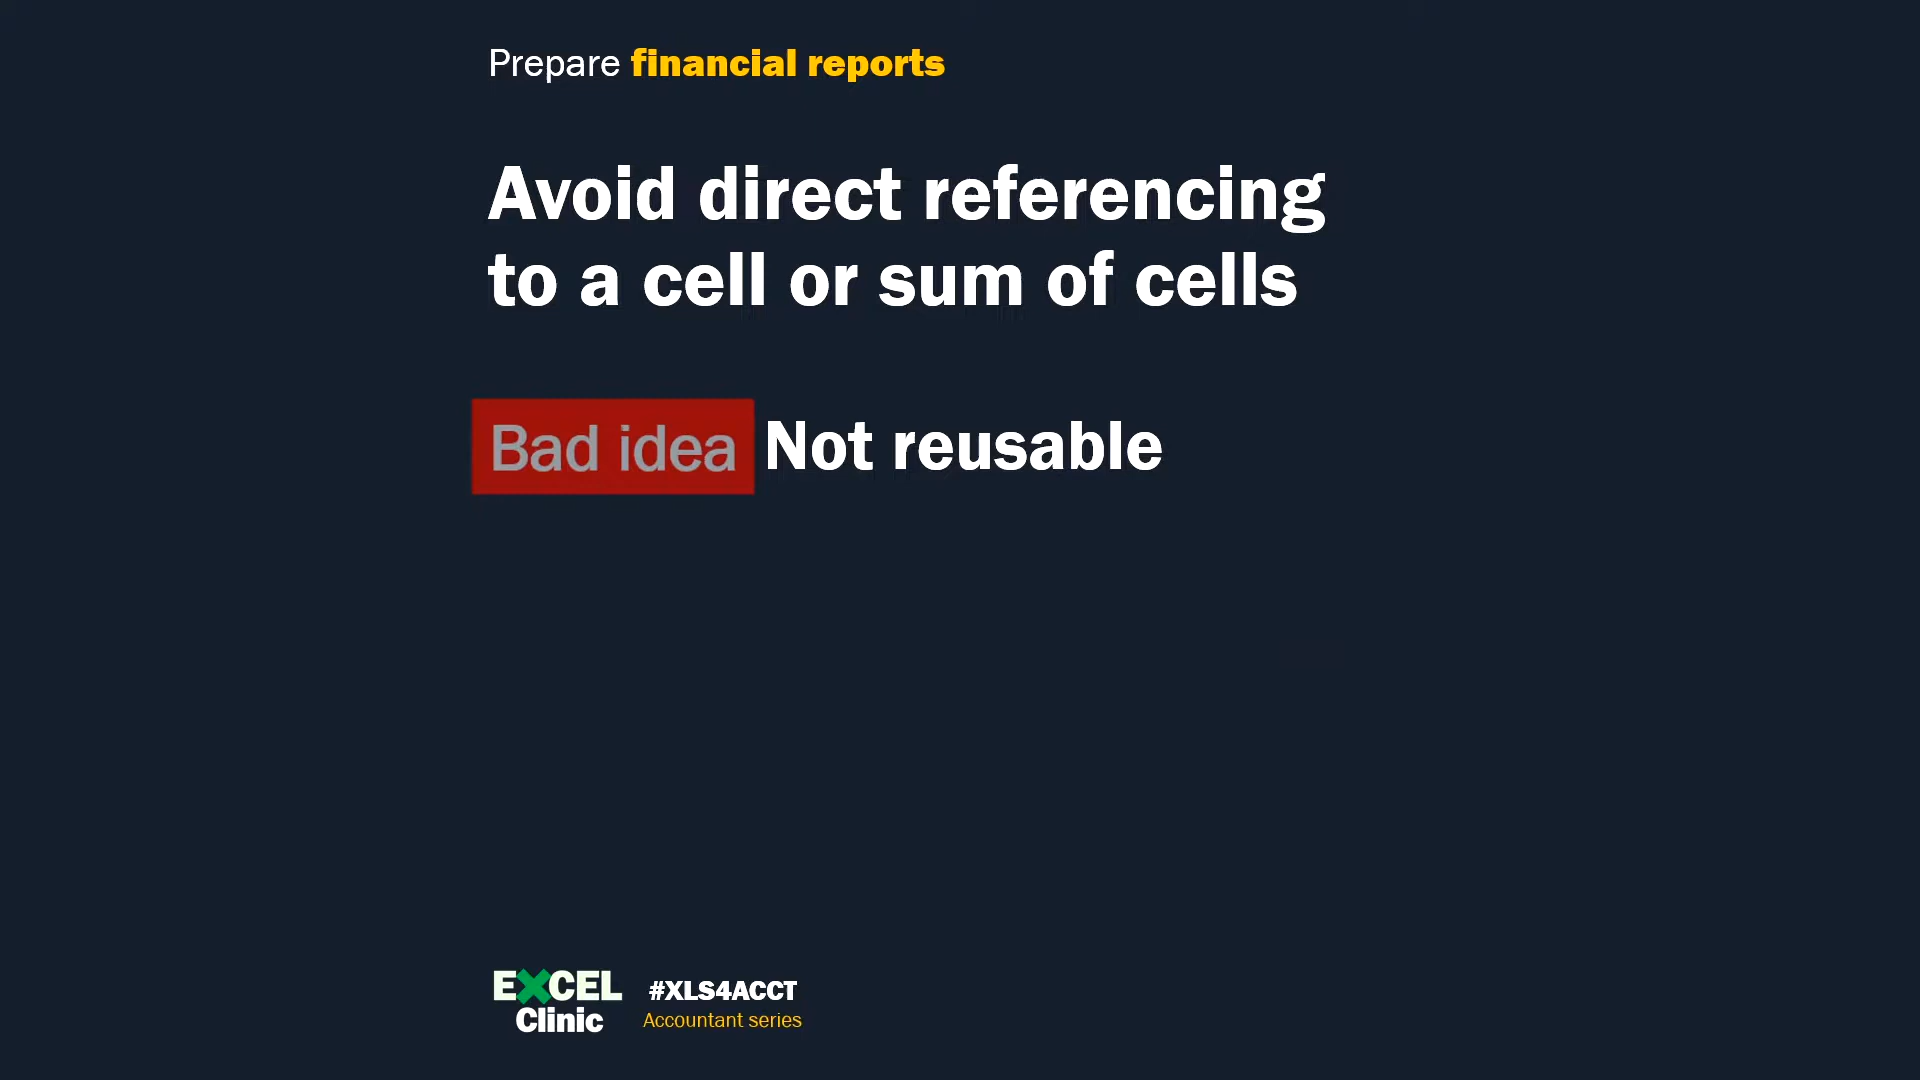 Prepare financial reports
Avoid direct referencing
to a cell or sum of cells
Bad idea Not reusable
EXCEL
Clinic
#XLS4ACCT
Accountant series